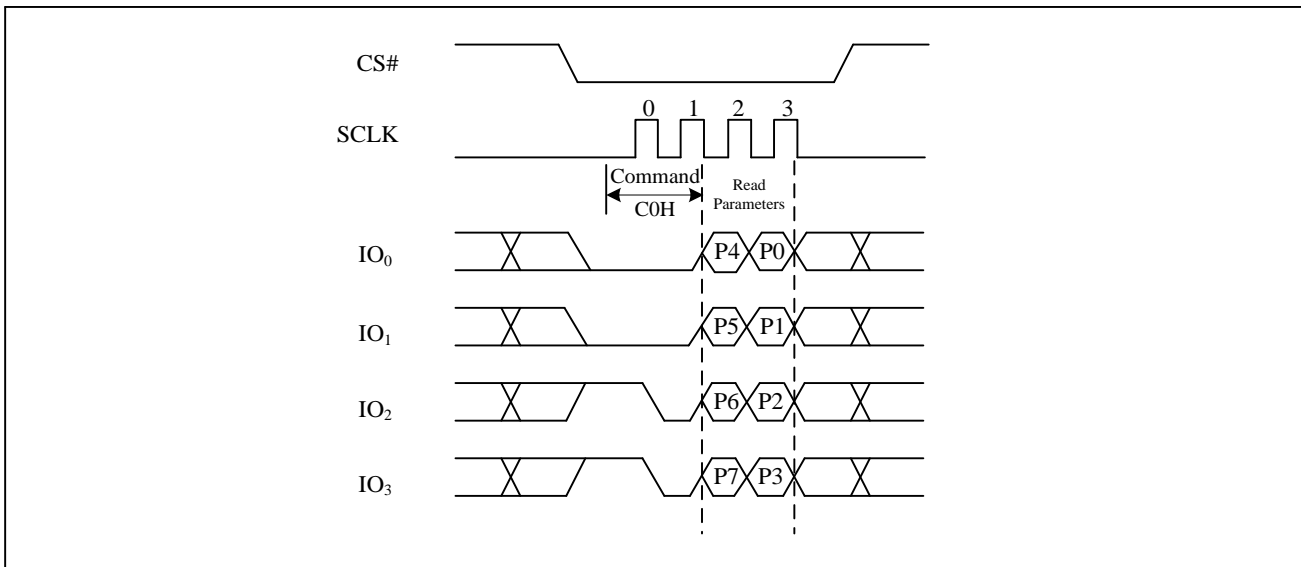 CS#
0 1 2 3
SCLK
Command
C0H
Read
Parameters
IO₀ P4 P0
IO₁ P5 P1
IO₂ P6 P2
IO₃ P7 P3